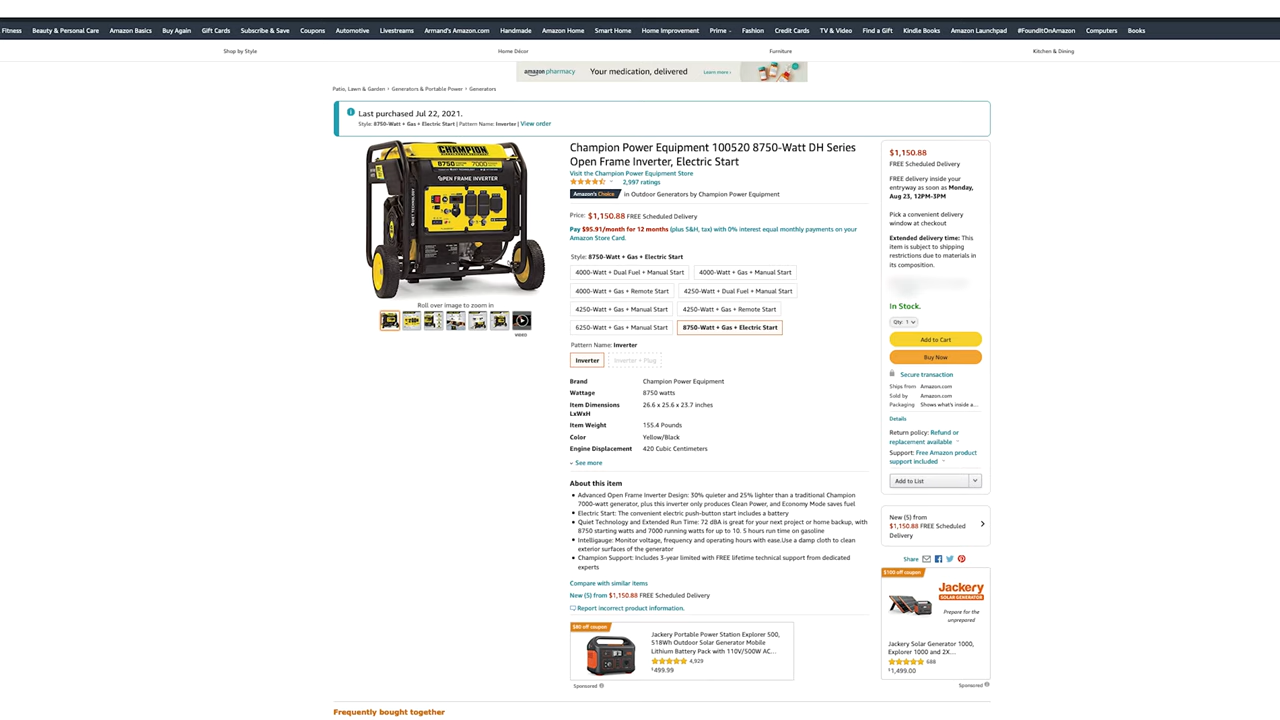 Fitness Beauty & Personal Care Amazon Basics Buy Again Gift Cards Subscribe & Save Coupons Automotive Livestreams Armand's Amazon.com Handmade Amazon Home Smart Home Home Improvement Prime Fashion Credit Cards TV & Video Find a Gift Kindle Books Amazon Launchpad #FounditOnAmazon Computers Books
Shop by Style Home Décor Furniture Kitchen & Dining
amazon pharmacy Your medication, delivered Learn more ›
Patio, Lawn & Garden › Generators & Portable Power › Generators
Last purchased Jul 22, 2021.
Style: 8750-Watt + Gas + Electric Start | Pattern Name: Inverter | View order
CHAMPION
8750 7000
OPEN FRAME INVERTER
Roll over image to zoom in
VIDEO
Champion Power Equipment 100520 8750-Watt DH Series
Open Frame Inverter, Electric Start
Visit the Champion Power Equipment Store
2,997 ratings
Amazon's Choice in Outdoor Generators by Champion Power Equipment
Price: $1,150.88 FREE Scheduled Delivery
Pay $95.91/month for 12 months (plus S&H, tax) with 0% interest equal monthly payments on your
Amazon Store Card.
Style: 8750-Watt + Gas + Electric Start
4000-Watt + Dual Fuel + Manual Start 4000-Watt + Gas + Manual Start
4000-Watt + Gas + Remote Start 4250-Watt + Dual Fuel + Manual Start
4250-Watt + Gas + Manual Start 4250-Watt + Gas + Remote Start
6250-Watt + Gas + Manual Start 8750-Watt + Gas + Electric Start
Pattern Name: Inverter
Inverter Inverter + Plug
Brand Champion Power Equipment
Wattage 8750 watts
Item Dimensions 26.6 x 25.6 x 23.7 inches
LxWxH
Item Weight 155.4 Pounds
Color Yellow/Black
Engine Displacement 420 Cubic Centimeters
See more
About this item
• Advanced Open Frame Inverter Design: 30% quieter and 25% lighter than a traditional Champion
7000-watt generator, plus this inverter only produces Clean Power, and Economy Mode saves fuel
• Electric Start: The convenient electric push-button start includes a battery
• Quiet Technology and Extended Run Time: 72 dBA is great for your next project or home backup, with
8750 starting watts and 7000 running watts for up to 10. 5 hours run time on gasoline
• Intelligauge: Monitor voltage, frequency and operating hours with ease.Use a damp cloth to clean
exterior surfaces of the generator
• Champion Support: Includes 3-year limited with FREE lifetime technical support from dedicated
experts
Compare with similar items
New (5) from $1,150.88 FREE Scheduled Delivery
Report incorrect product information.
$80 off coupon
Jackery Portable Power Station Explorer 500,
518Wh Outdoor Solar Generator Mobile
Lithium Battery Pack with 110V/500W AC...
4,929
$499.99
Sponsored
$1,150.88
FREE Scheduled Delivery
FREE delivery inside your
entryway as soon as Monday,
Aug 23, 12PM-3PM
Pick a convenient delivery
window at checkout
Extended delivery time: This
item is subject to shipping
restrictions due to materials in
its composition.
In Stock.
Qty: 1
Add to Cart
Buy Now
Secure transaction
Ships from Amazon.com
Sold by Amazon.com
Packaging Shows what's inside a...
Details
Return policy: Refund or
replacement available
Support: Free Amazon product
support included
Add to List
New (5) from
$1,150.88 FREE Scheduled
Delivery
Share
$100 off coupon
Jackery
SOLAR GENERATOR
Prepare for the
unprepared
Jackery Solar Generator 1000,
Explorer 1000 and 2X...
688
$1,499.00
Sponsored
Frequently bought together